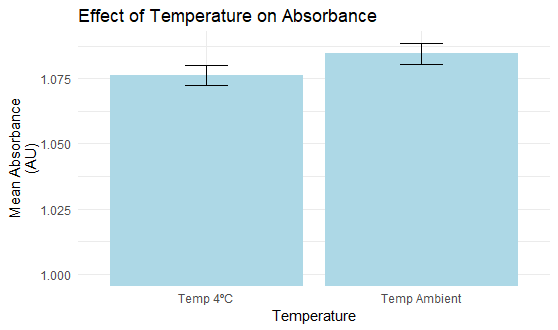 Effect of Temperature on Absorbance
Mean Absorbance
(AU)
1.075
1.050
1.025
1.000
Temp 4ºC
Temp Ambient
Temperature